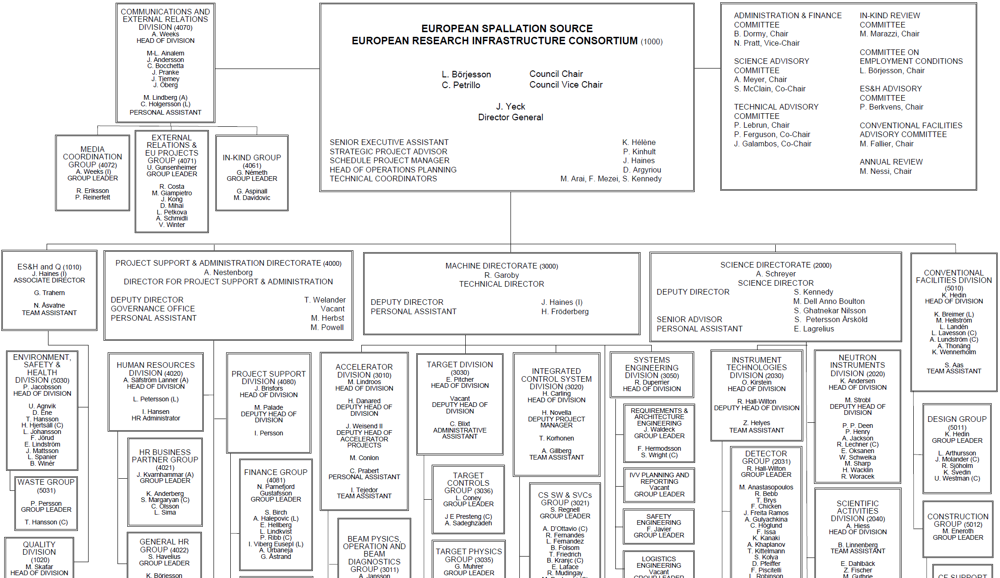 COMMUNICATIONS AND
EXTERNAL RELATIONS
DIVISION (4070)
A. Weeks
HEAD OF DIVISION
M-L. Ainalem
J. Andersson
C. Bocchetta
J. Pranke
J. Tierney
J. Öberg
M. Lindberg (A)
C. Holgersson (L)
PERSONAL ASSISTANT
EUROPEAN SPALLATION SOURCE
EUROPEAN RESEARCH INFRASTRUCTURE CONSORTIUM (1000)
L. Börjesson Council Chair
C. Petrillo Council Vice Chair
J. Yeck
Director General
SENIOR EXECUTIVE ASSISTANT K. Hélène
STRATEGIC PROJECT ADVISOR P. Kinhult
SCHEDULE PROJECT MANAGER J. Haines
HEAD OF OPERATIONS PLANNING D. Argyriou
TECHNICAL COORDINATORS M. Arai, F. Mezei, S. Kennedy
ADMINISTRATION & FINANCE
COMMITTEE
B. Dormy, Chair
N. Pratt, Vice-Chair
SCIENCE ADVISORY
COMMITTEE
A. Meyer, Chair
S. McClain, Co-Chair
TECHNICAL ADVISORY
COMMITTEE
P. Lebrun, Chair
P. Ferguson, Co-Chair
J. Galambos, Co-Chair
IN-KIND REVIEW
COMMITTEE
M. Marazzi, Chair
COMMITTEE ON
EMPLOYMENT CONDITIONS
L. Börjesson, Chair
ES&H ADVISORY
COMMITTEE
P. Berkvens, Chair
CONVENTIONAL FACILITIES
ADVISORY COMMITTEE
M. Fallier, Chair
ANNUAL REVIEW
M. Nessi, Chair
MEDIA
COORDINATION
GROUP (4072)
A. Weeks (I)
GROUP LEADER
R. Eriksson
P. Reinerfelt
EXTERNAL
RELATIONS &
EU PROJECTS
GROUP (4071)
U. Gunsenheimer
GROUP LEADER
R. Costa
M. Giampietro
J. Kong
D. Mihai
L. Petkova
A. Schmidli
V. Winter
IN-KIND GROUP
(4061)
G. Németh
GROUP LEADER
G. Aspinall
M. Davidovic
ES&H and Q (1010)
J. Haines (I)
ASSOCIATE DIRECTOR
G. Trahern
N. Åsvatne
TEAM ASSISTANT
PROJECT SUPPORT & ADMINISTRATION DIRECTORATE (4000)
A. Nestenborg
DIRECTOR FOR PROJECT SUPPORT & ADMINISTRATION
DEPUTY DIRECTOR T. Welander
GOVERNANCE OFFICE Vacant
PERSONAL ASSISTANT M. Herbst
M. Powell
MACHINE DIRECTORATE (3000)
R. Garoby
TECHNICAL DIRECTOR
DEPUTY DIRECTOR J. Haines (I)
PERSONAL ASSISTANT H. Fröderberg
SCIENCE DIRECTORATE (2000)
A. Schreyer
SCIENCE DIRECTOR
DEPUTY DIRECTOR S. Kennedy
M. Dell Anno Boulton
S. Ghatnekar Nilsson
SENIOR ADVISOR S. Petersson Årsköld
PERSONAL ASSISTANT E. Lagrelius
CONVENTIONAL
FACILITIES DIVISION
(5010)
K. Hedin
HEAD OF DIVISION
K. Breimer (L)
M. Hellström
L. Landén
L. Lavesson (C)
A. Lundström (C)
A. Thonäng
K. Wennerholm
S. Aas
TEAM ASSISTANT
ENVIRONMENT,
SAFETY &
HEALTH
DIVISION (5030)
P. Jacobsson
HEAD OF DIVISION
U. Agnvik
D. Ene
T. Hansson
H. Hjertsäll (C)
L. Johansson
F. Jörud
E. Lindström
J. Mattsson
L. Spanier
B. Winér
WASTE GROUP
(5031)
P. Persson
GROUP LEADER
T. Hansson (C)
QUALITY
DIVISION
(1020)
M. Skafar
HEAD OF DIVISION
HUMAN RESOURCES
DIVISION (4020)
A. Säfström Lanner (A)
HEAD OF DIVISION
L. Petersson (L)
I. Hansen
HR Administrator
HR BUSINESS
PARTNER GROUP
(4021)
J. Kvarnhammar (A)
GROUP LEADER
K. Anderberg
S. Margaryan (C)
C. Olsson
L. Sima
GENERAL HR
GROUP (4022)
S. Havelius
GROUP LEADER
K. Börjesson
PROJECT SUPPORT
DIVISION (4080)
J. Brisfors
HEAD OF DIVISION
M. Palade
DEPUTY HEAD OF
DIVISION
I. Persson
FINANCE GROUP
(4081)
N. Parnefjord
Gustafsson
GROUP LEADER
S. Birch
A. Halepovic (L)
E. Hellberg
L. Lindkvist
P. Ribb (C)
I. Viberg Eusepl (L)
A. Urbaneja
G. Åstrand
ACCELERATOR
DIVISION (3010)
M. Lindroos
HEAD OF DIVISION
H. Danared
DEPUTY HEAD OF
DIVISION
J. Weisend II
DEPUTY HEAD OF
ACCELERATOR
PROJECTS
M. Conlon
C. Prabert
PERSONAL ASSISTANT
I. Tejedor
TEAM ASSISTANT
BEAM PYSICS,
OPERATION AND
BEAM
DIAGNOSTICS
GROUP (3011)
A. Jansson
TARGET DIVISION
(3030)
E. Pitcher
HEAD OF DIVISION
Vacant
DEPUTY HEAD OF
DIVISION
C. Blixt
ADMINISTRATIVE
ASSISTANT
TARGET
CONTROLS
GROUP (3036)
L. Coney
GROUP LEADER
J E Presteng (C)
A. Sadeghzadeh
TARGET PHYSICS
GROUP (3035)
G. Muhrer
GROUP LEADER
INTEGRATED
CONTROL SYSTEM
DIVISION (3020)
H. Carling
HEAD OF DIVISION
H. Novella
DEPUTY PROJECT
MANAGER
T. Korhonen
A. Gillberg
TEAM ASSISTANT
CS SW & SVCs
GROUP (3021)
S. Regnell
GROUP LEADER
A. D'Ottavio (C)
R. Fernandes
L. Fernandez
B. Folsom
T. Friedrich
B. Kranjc (C)
E. Laface
R. Mudingay
SYSTEMS
ENGINEERING
DIVISION (3050)
R. Duperrier
HEAD OF DIVISION
REQUIREMENTS &
ARCHITECTURE
ENGINEERING
J. Waldeck
GROUP LEADER
F. Hermodsson
S. Wright (C)
IVV PLANNING AND
REPORTING
Vacant
GROUP LEADER
SAFETY
ENGINEERING
F. Javier
GROUP LEADER
LOGISTICS
ENGINEERING
Vacant
GROUP LEADER
INSTRUMENT
TECHNOLOGIES
DIVISION (2030)
O. Kirstein
HEAD OF DIVISION
R. Hall-Wilton
DEPUTY HEAD OF DIVISION
Z. Helyes
TEAM ASSISTANT
DETECTOR
GROUP (2031)
R. Hall-Wilton
GROUP LEADER
M. Anastasopoulos
R. Bebb
T. Brys
F. Chicken
J. Freita Ramos
A. Gulyachkina
C. Höglund
F. Issa
K. Kanaki
A. Khaplanov
T. Kittelmann
S. Kolya
D. Pfeiffer
F. Piscitelli
L. Robinson
NEUTRON
INSTRUMENTS
DIVISION (2020)
K. Andersen
HEAD OF DIVISION
M. Strobl
DEPUTY HEAD OF
DIVISION
P. P. Deen
P. Henry
A. Jackson
R. Lechner (C)
E. Oksanen
W. Schweika
M. Sharp
H. Wacklin
R. Woracek
SCIENTIFIC
ACTIVITIES
DIVISION (2040)
A. Hiess
HEAD OF DIVISION
B. Linnenberg
TEAM ASSISTANT
E. Dahlbäck
Z. Fischer
M. Guthrie
DESIGN GROUP
(5011)
K. Hedin
GROUP LEADER
L. Arthursson
J. Molander (C)
R. Sjöholm
K. Svedin
U. Westman (C)
CONSTRUCTION
GROUP (5012)
M. Eneroth
GROUP LEADER
CF SUPPORT